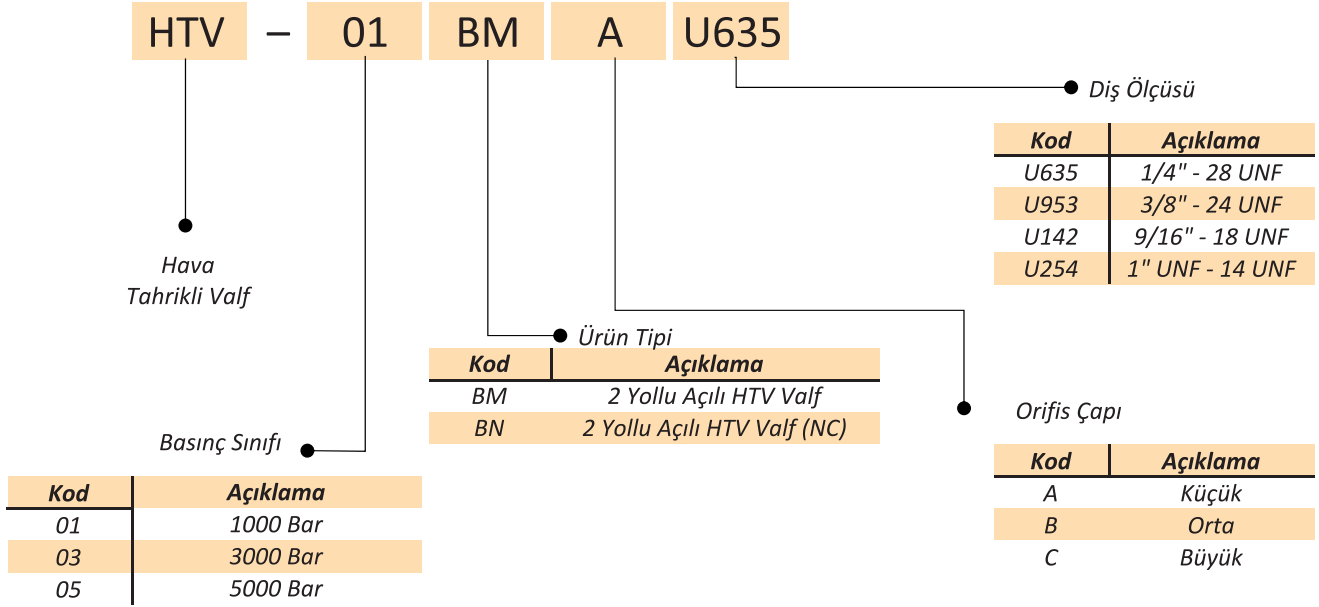 HTV – 01 BM A U635
Diş Ölçüsü
Kod Açıklama
U635 1/4" - 28 UNF
U953 3/8" - 24 UNF
U142 9/16" - 18 UNF
U254 1" UNF - 14 UNF
Hava
Tahrikli Valf
Ürün Tipi
Kod Açıklama
BM 2 Yollu Açılı HTV Valf
BN 2 Yollu Açılı HTV Valf (NC)
Orifis Çapı
Kod Açıklama
A Küçük
B Orta
C Büyük
Basınç Sınıfı
Kod Açıklama
01 1000 Bar
03 3000 Bar
05 5000 Bar